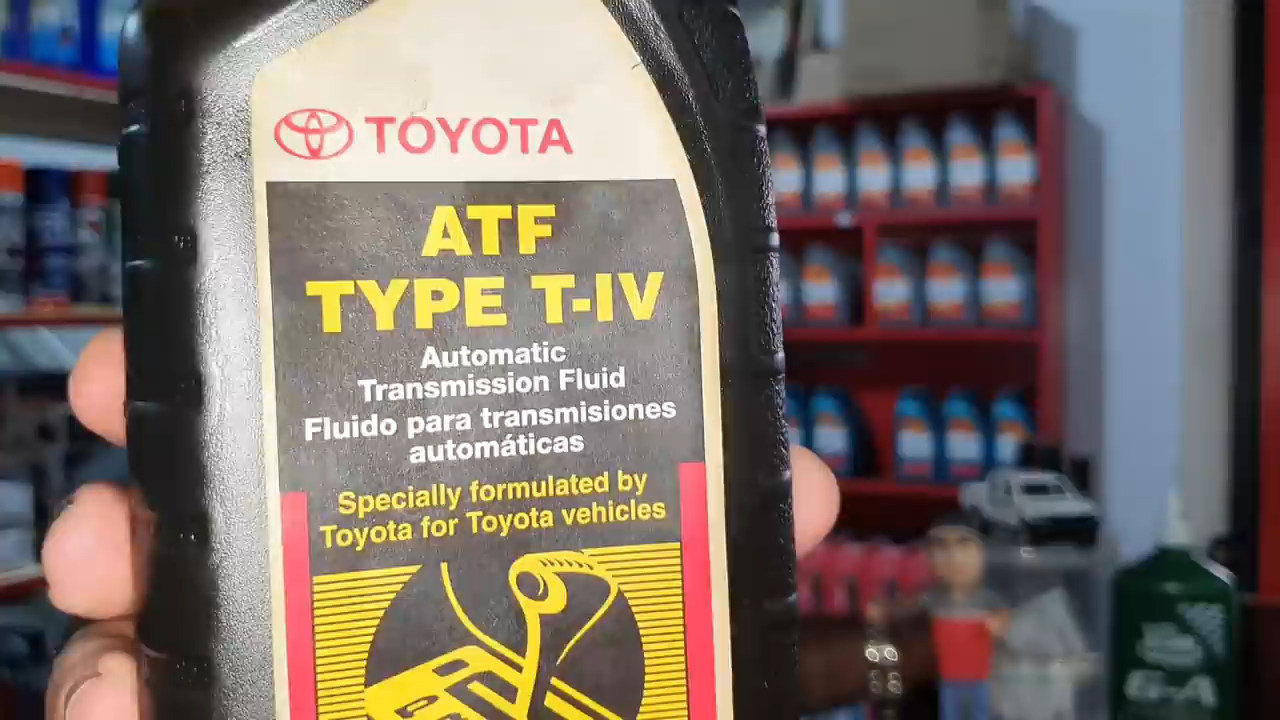 TOYOTA
ATF
TYPE T-IV
Automatic
Transmission Fluid
Fluido para transmisiones
automáticas
Specially formulated by
Toyota for Toyota vehicles